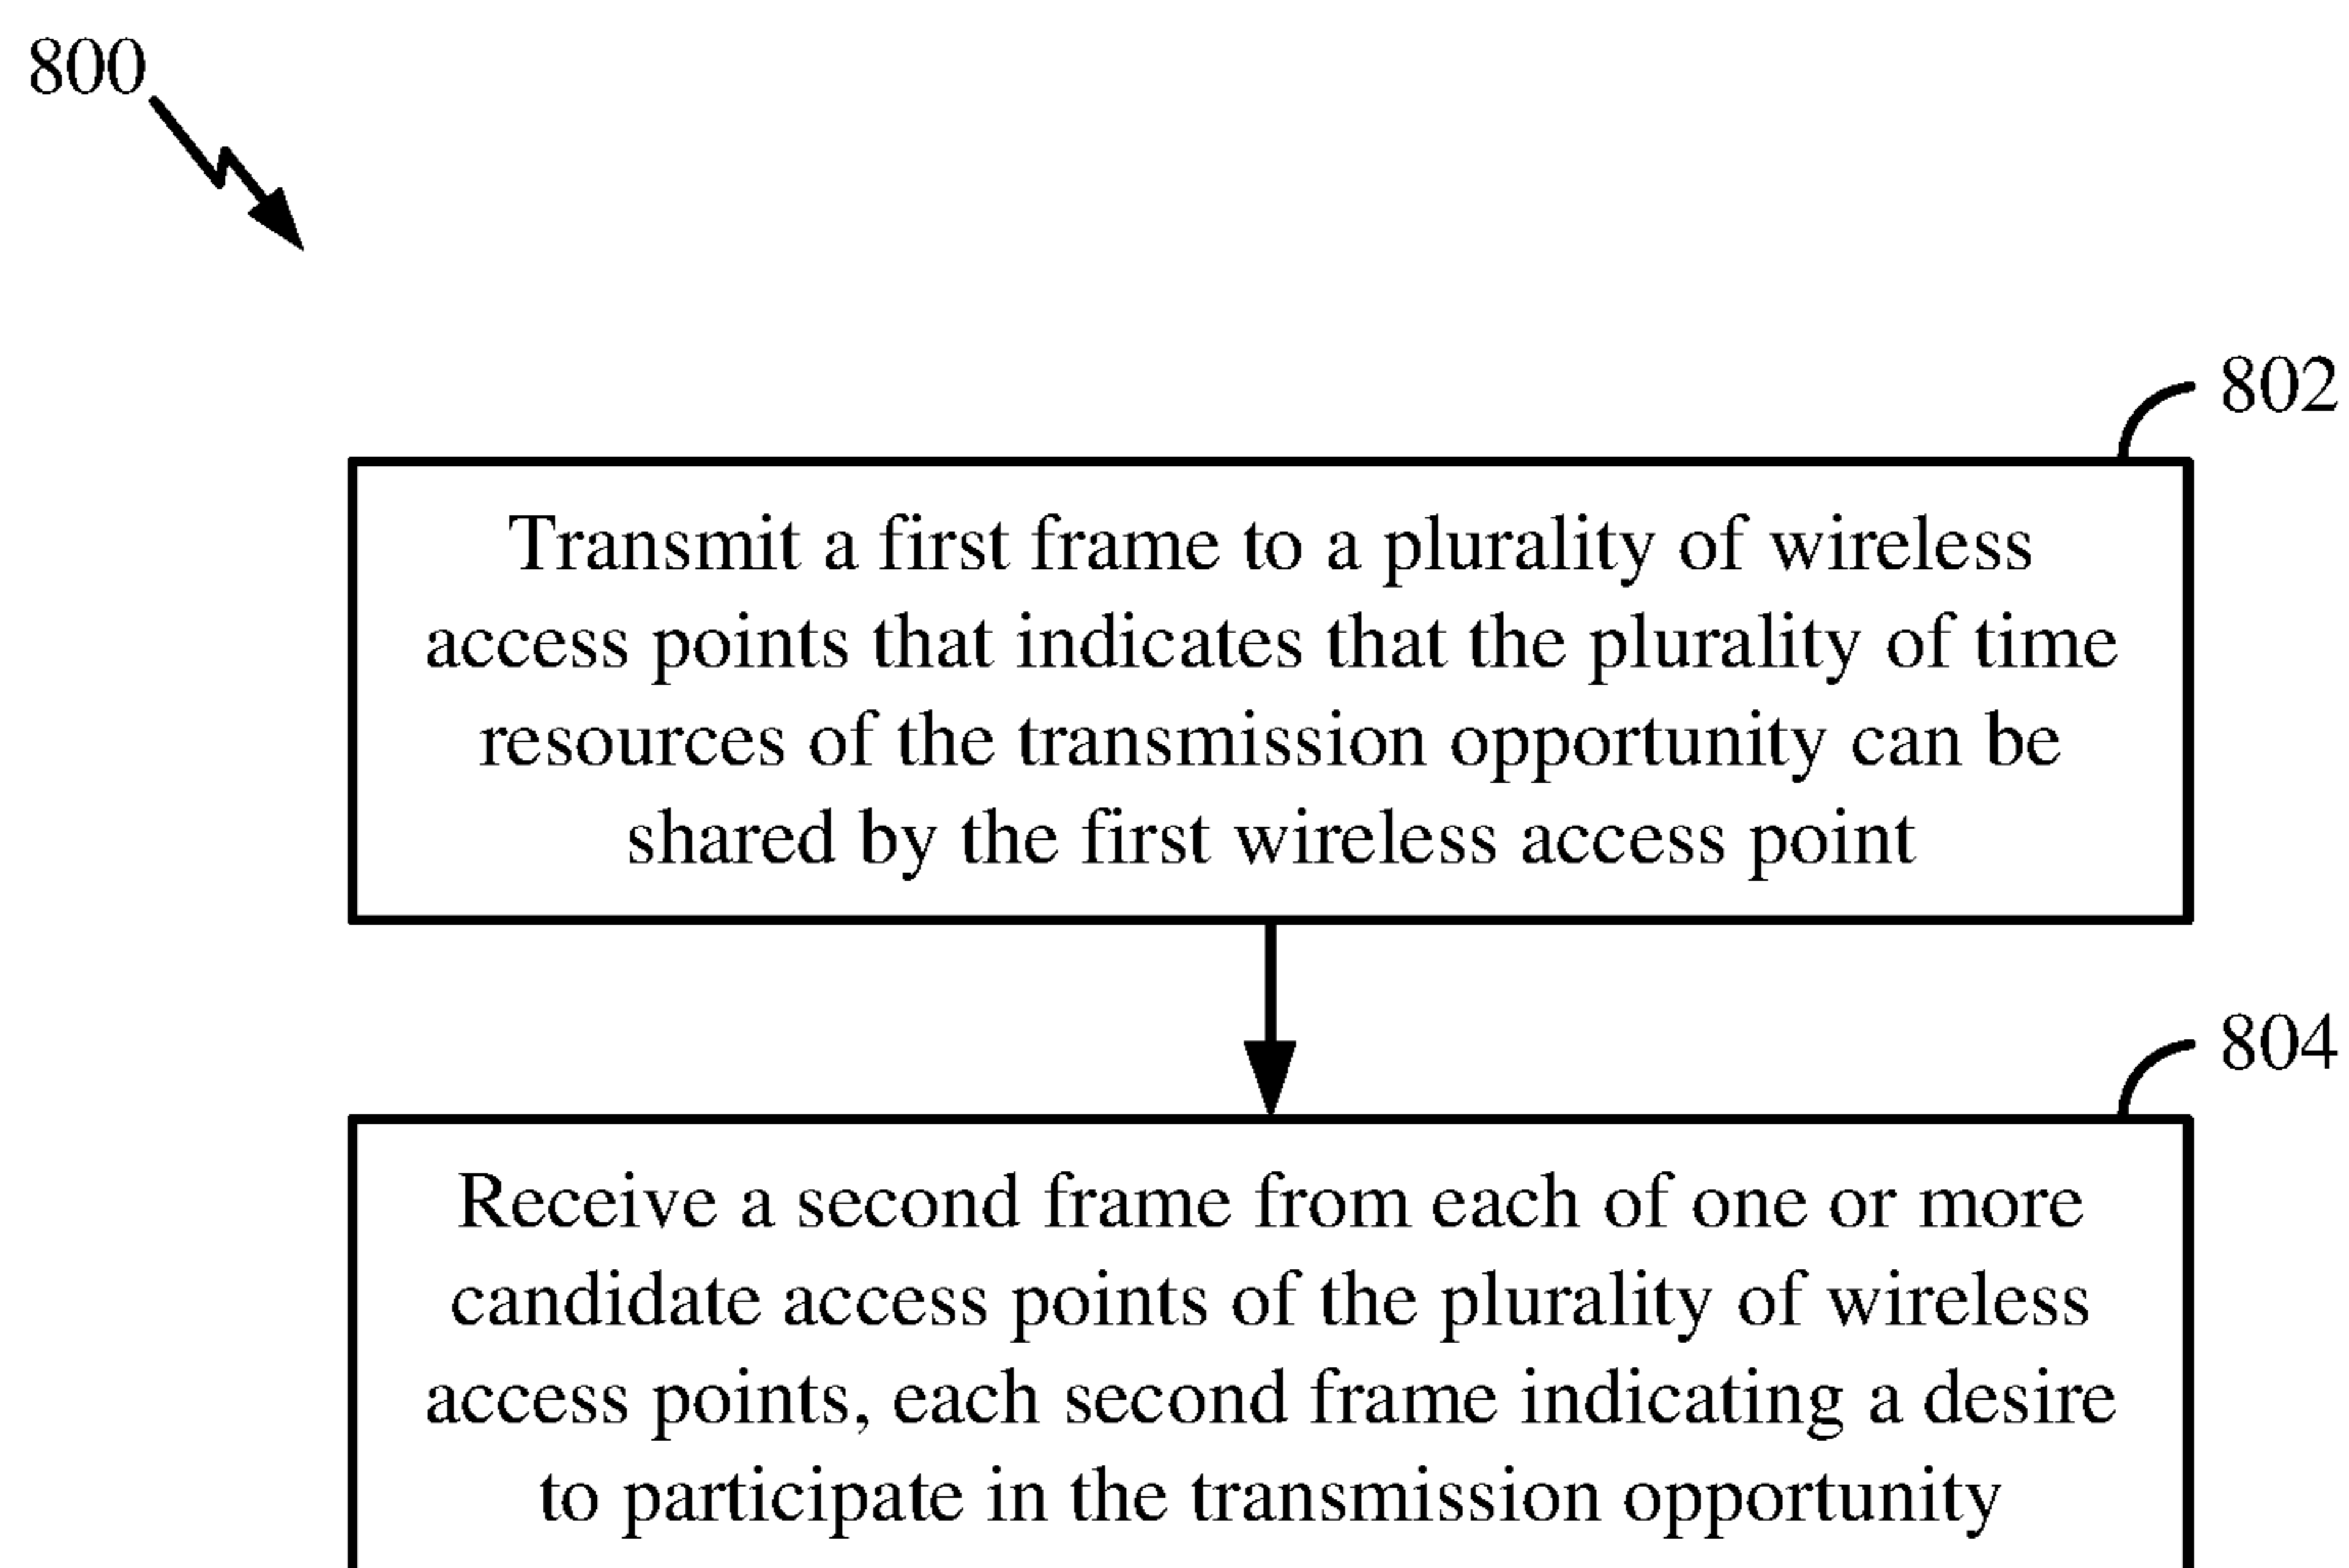 800
802
Transmit a first frame to a plurality of wireless
access points that indicates that the plurality of time
resources of the transmission opportunity can be
shared by the first wireless access point
804
Receive a second frame from each of one or more
candidate access points of the plurality of wireless
access points, each second frame indicating a desire
to participate in the transmission opportunity